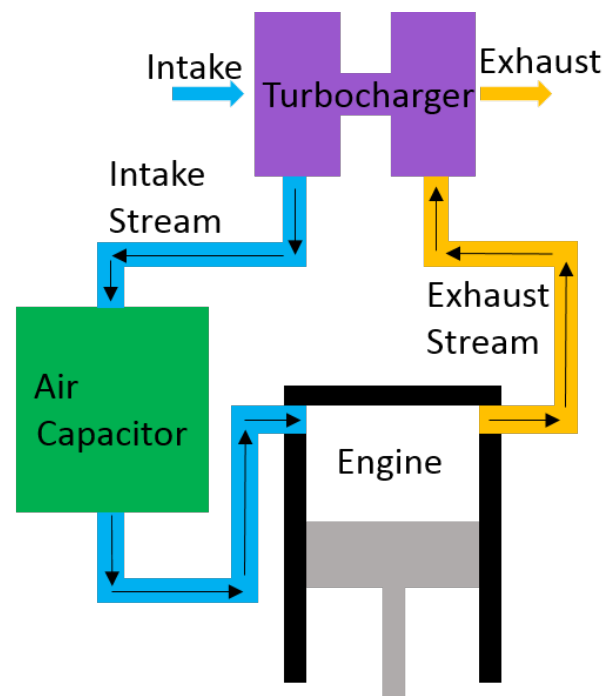 Intake
Exhaust
Turbocharger
Intake
Stream
Exhaust
Stream
Air
Capacitor
Engine